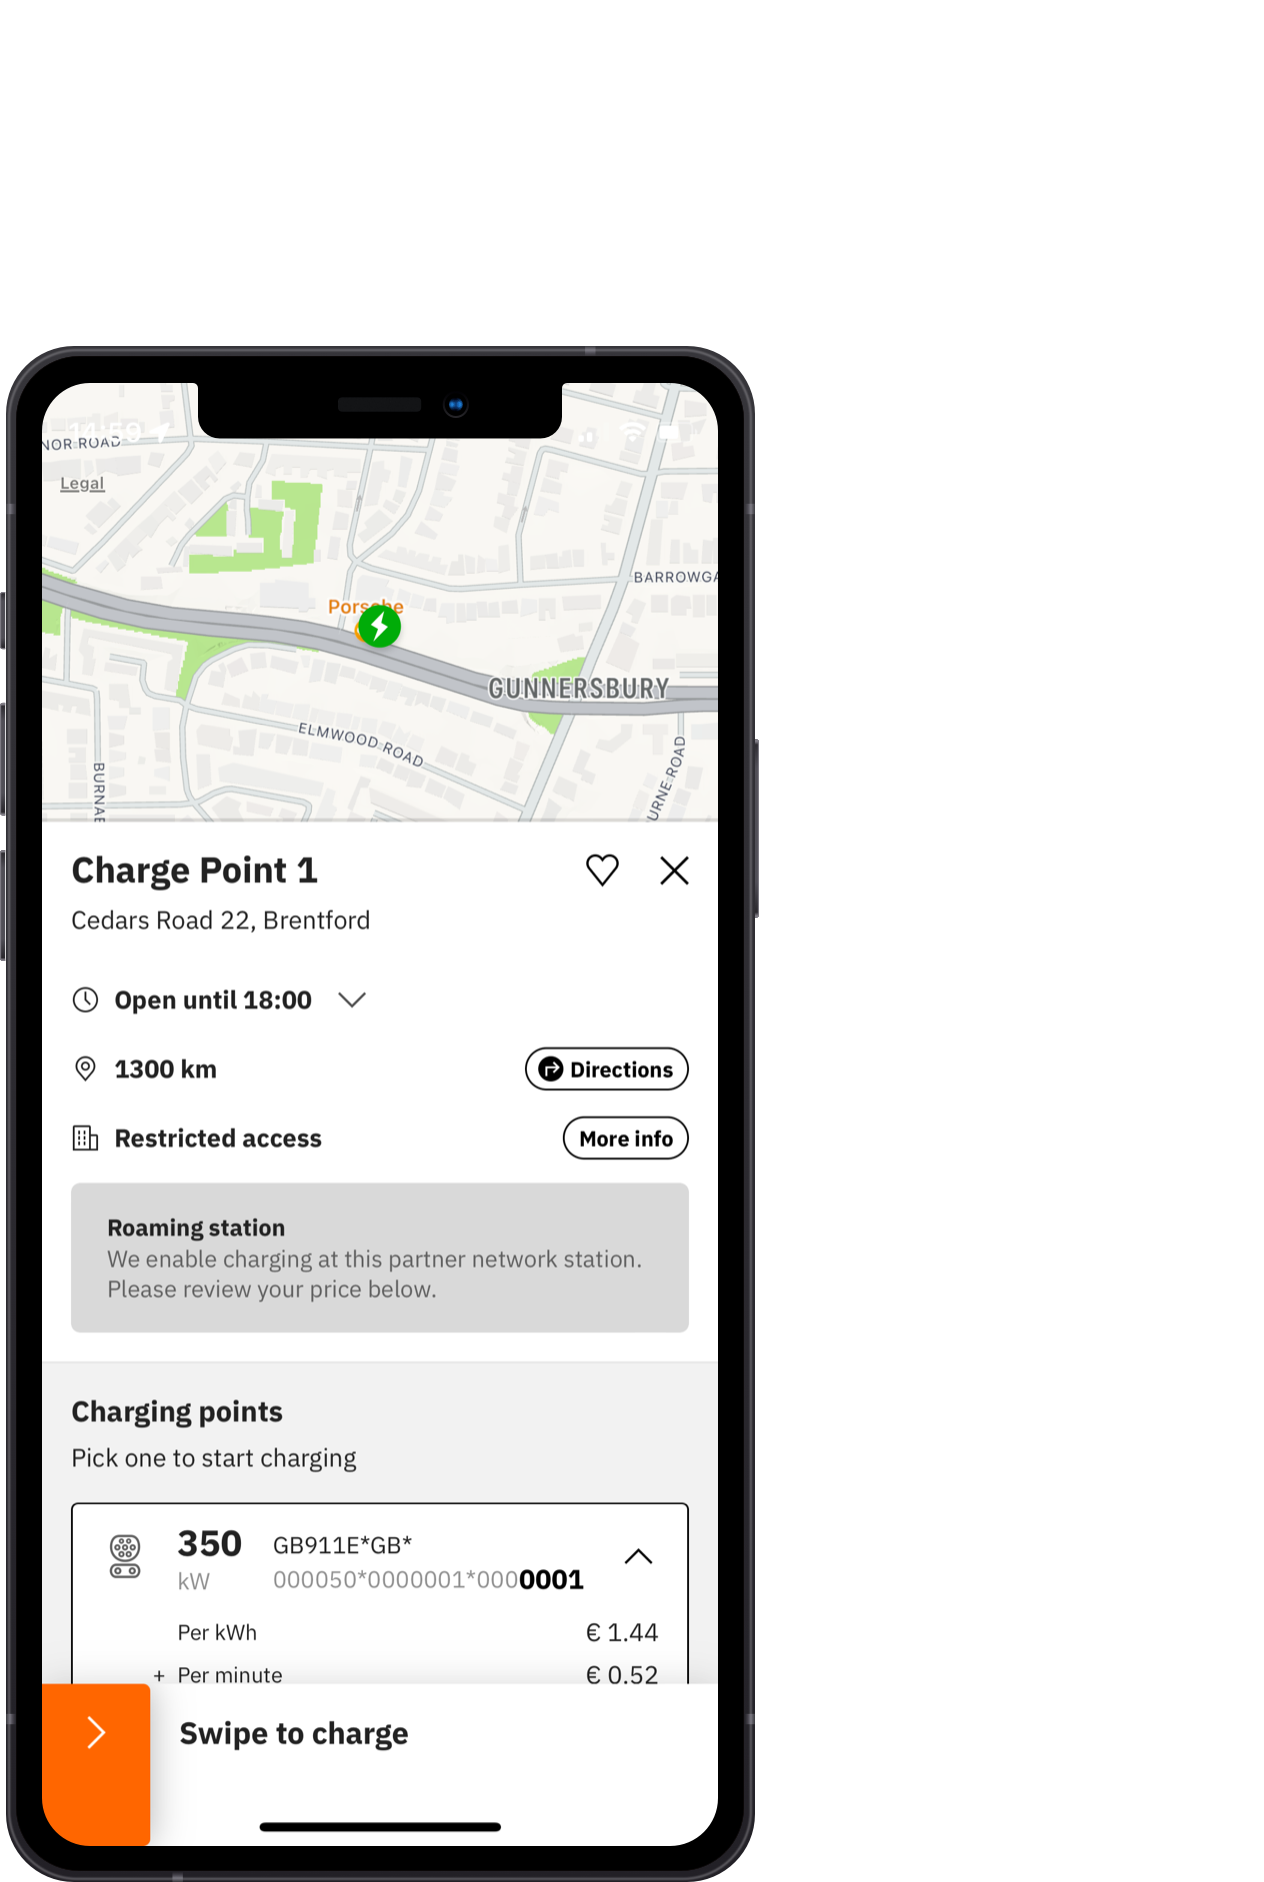 14:59
NOR ROAD
Legal
BARROWGA
Porsche
GUNNERSBURY
ELMWOOD ROAD
BURNAB
URNE ROAD
Charge Point 1
Cedars Road 22, Brentford
Open until 18:00
1300 km
Directions
Restricted access
More info
Roaming station
We enable charging at this partner network station.
Please review your price below.
Charging points
Pick one to start charging
350
kW
GB911E*GB*
000050*0000001*0000001
Per kWh
€ 1.44
+ Per minute
€ 0.52
Swipe to charge